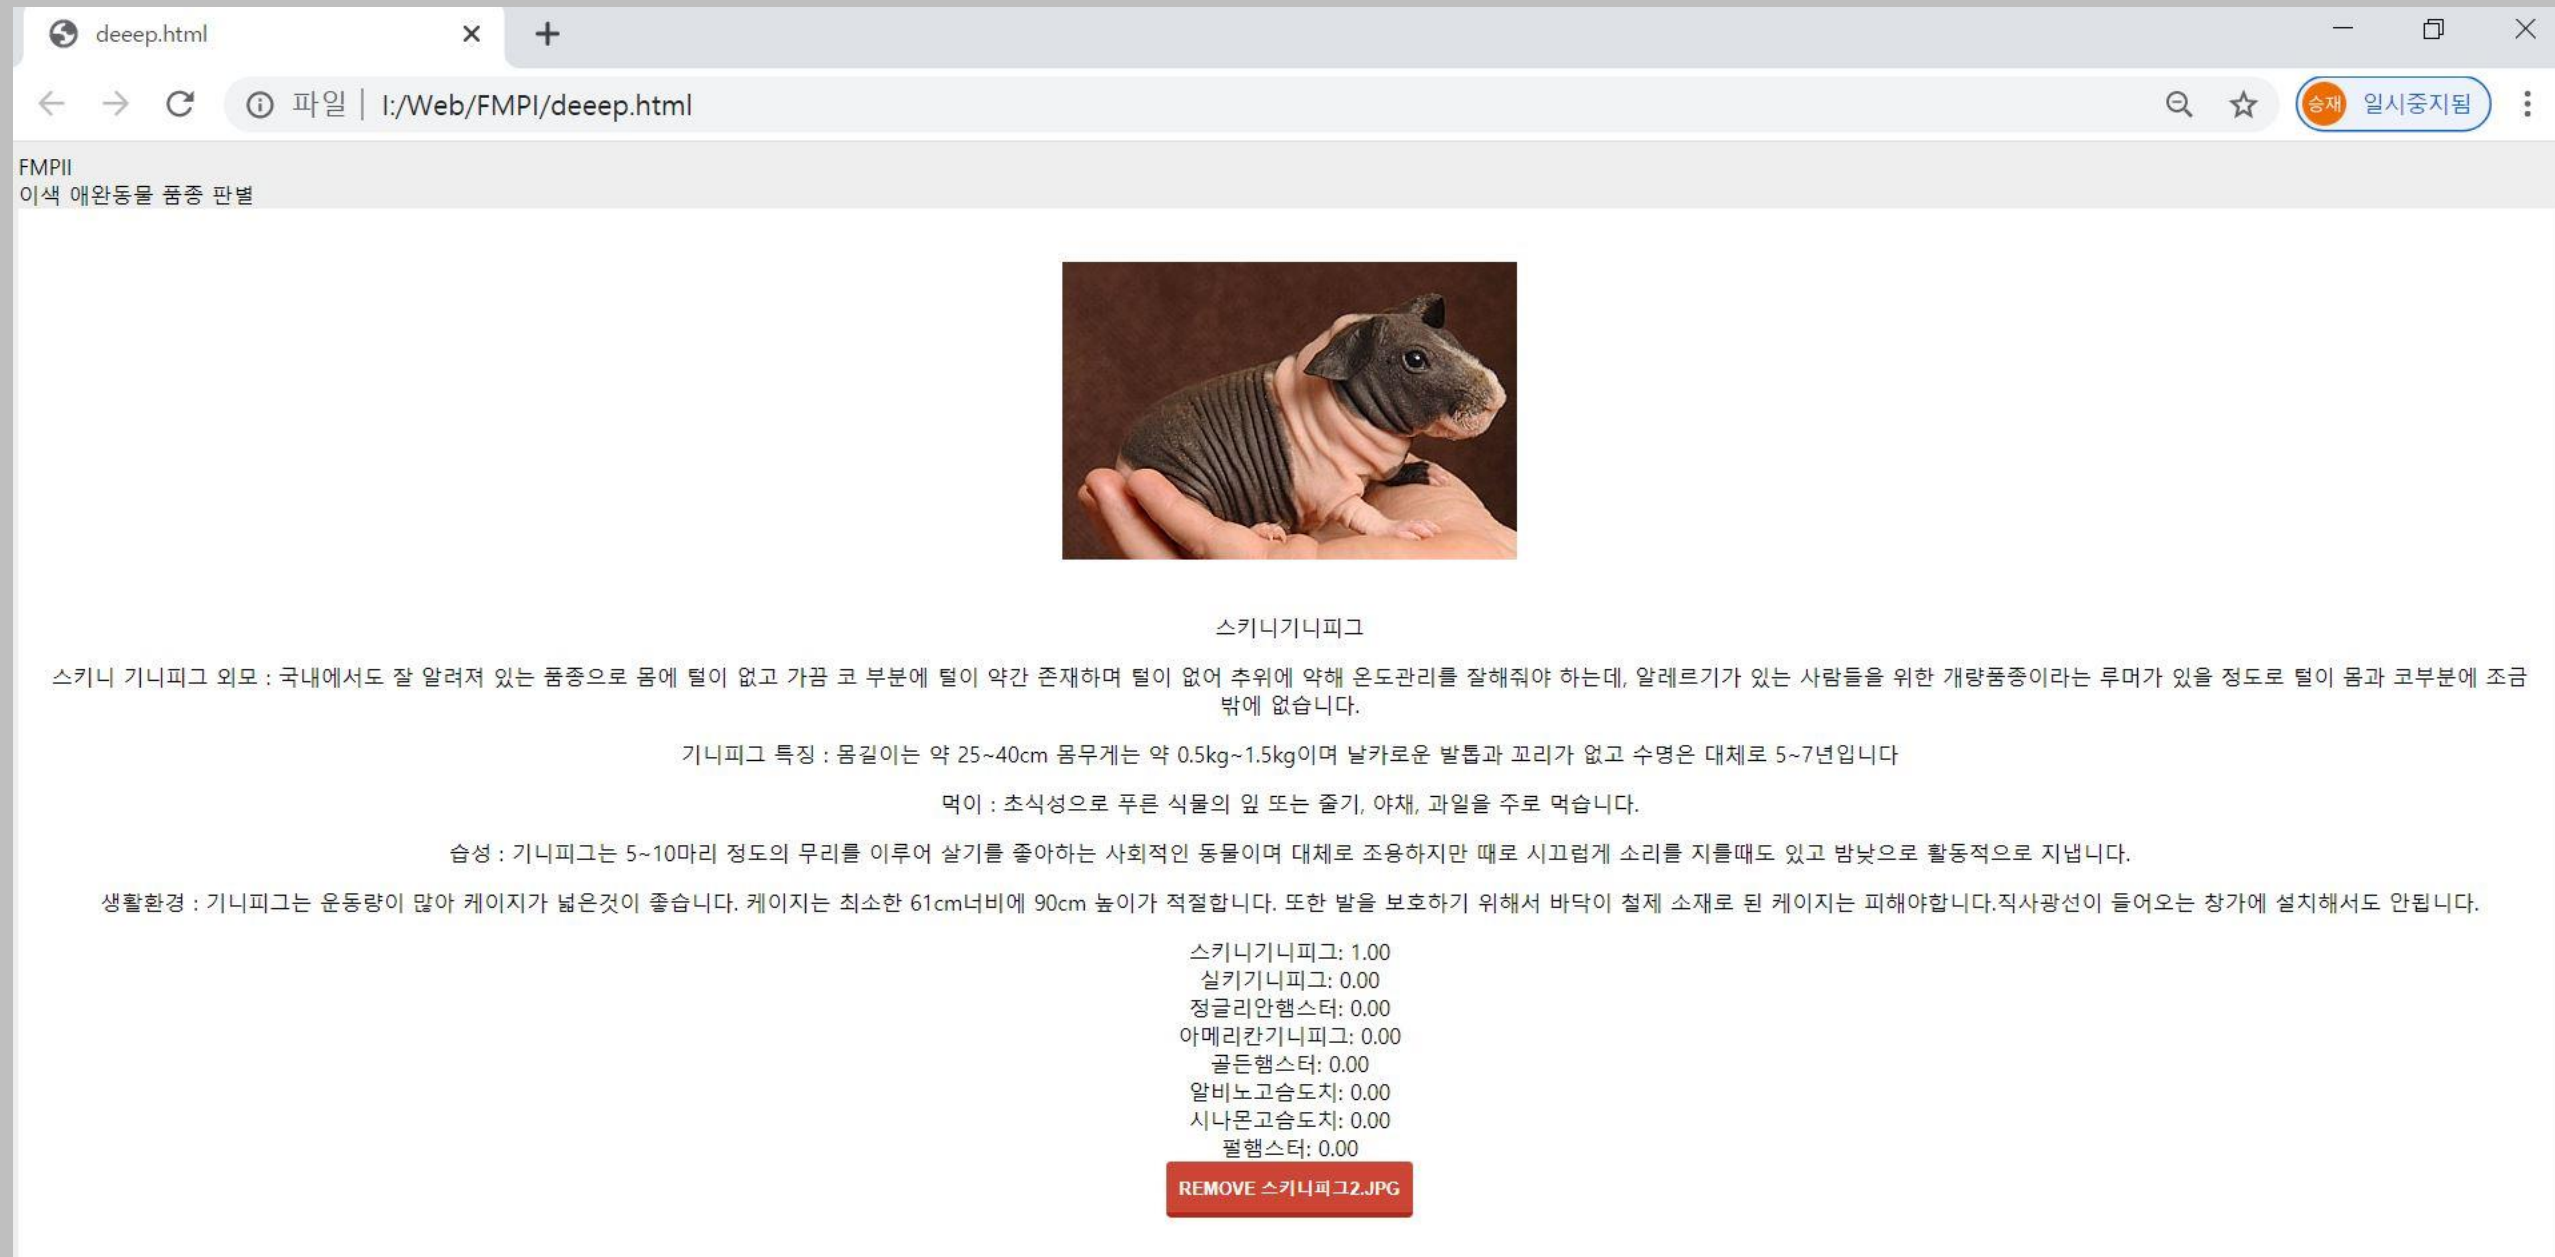 deeep.html
파일 | I:/Web/FMPI/deeep.html
승재 일시중지됨
FMPII
이색 애완동물 품종 판별
스키니기니피그
스키니 기니피그 외모 : 국내에서도 잘 알려져 있는 품종으로 몸에 털이 없고 가끔 코 부분에 털이 약간 존재하며 털이 없어 추위에 약해 온도관리를 잘해줘야 하는데, 알레르기가 있는 사람들을 위한 개량품종이라는 루머가 있을 정도로 털이 몸과 코부분에 조금
밖에 없습니다.
기니피그 특징 : 몸길이는 약 25~40cm 몸무게는 약 0.5kg~1.5kg이며 날카로운 발톱과 꼬리가 없고 수명은 대체로 5~7년입니다
먹이 : 초식성으로 푸른 식물의 잎 또는 줄기, 야채, 과일을 주로 먹습니다.
습성 : 기니피그는 5~10마리 정도의 무리를 이루어 살기를 좋아하는 사회적인 동물이며 대체로 조용하지만 때로 시끄럽게 소리를 지를때도 있고 밤낮으로 활동적으로 지냅니다.
생활환경 : 기니피그는 운동량이 많아 케이지가 넓은것이 좋습니다. 케이지는 최소한 61cm너비에 90cm 높이가 적절합니다. 또한 발을 보호하기 위해서 바닥이 철제 소재로 된 케이지는 피해야합니다.직사광선이 들어오는 창가에 설치해서도 안됩니다.
스키니기니피그: 1.00
실키기니피그: 0.00
정글리안햄스터: 0.00
아메리칸기니피그: 0.00
골든햄스터: 0.00
알비노고슴도치: 0.00
시나몬고슴도치: 0.00
펄햄스터: 0.00
REMOVE 스키니피그2.JPG